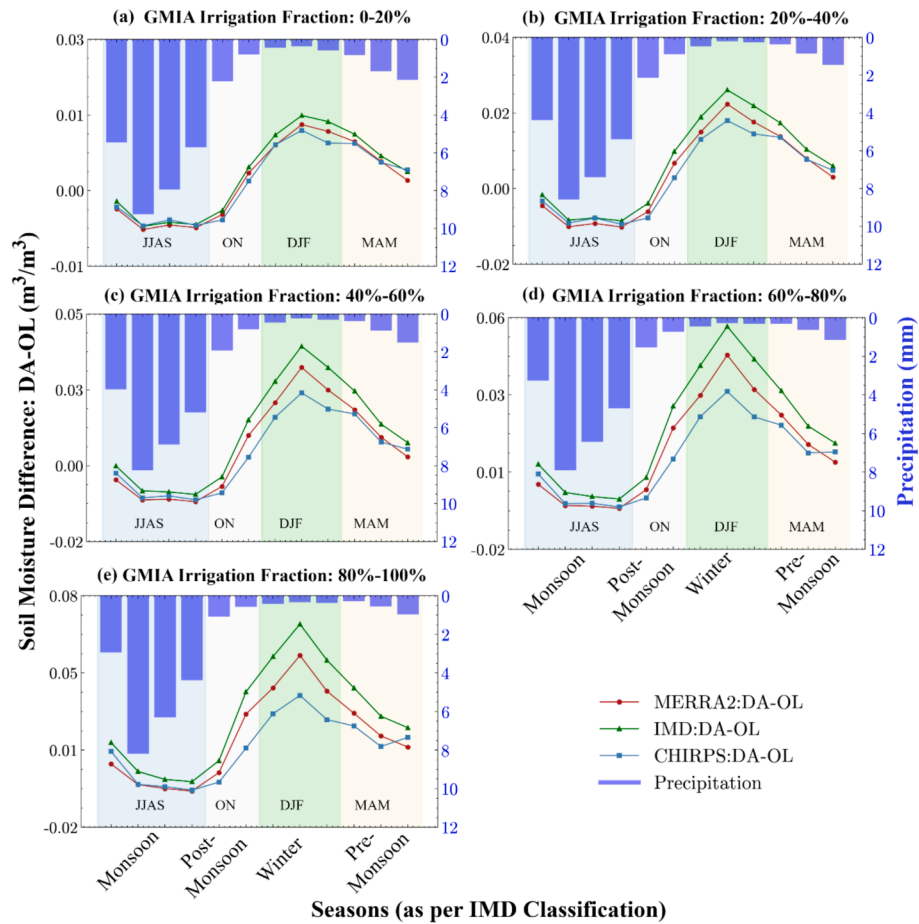 (a) GMIA Irrigation Fraction: 0-20%
(b) GMIA Irrigation Fraction: 20%-40%
0.03
0.01
0.00
-0.01
0
2
4
6
8
10
12
JJAS
ON
DJF
MAM
0.04
0.02
0.00
-0.02
0
2
4
6
8
10
12
JJAS
ON
DJF
MAM
(c) GMIA Irrigation Fraction: 40%-60%
(d) GMIA Irrigation Fraction: 60%-80%
0.05
0.03
0.00
-0.02
0
2
4
6
8
10
12
JJAS
ON
DJF
MAM
0.06
0.03
0.01
-0.02
0
2
4
6
8
10
12
JJAS
ON
DJF
MAM
Monsoon
Post-
Monsoon
Winter
Pre-
Monsoon
(e) GMIA Irrigation Fraction: 80%-100%
0.08
0.05
0.01
-0.02
0
2
4
6
8
10
12
JJAS
ON
DJF
MAM
Monsoon
Post-
Monsoon
Winter
Pre-
Monsoon
MERRA2:DA-OL
IMD:DA-OL
CHIRPS:DA-OL
Precipitation
Soil Moisture Difference: DA-OL (m³/m³)
Precipitation (mm)
Seasons (as per IMD Classification)